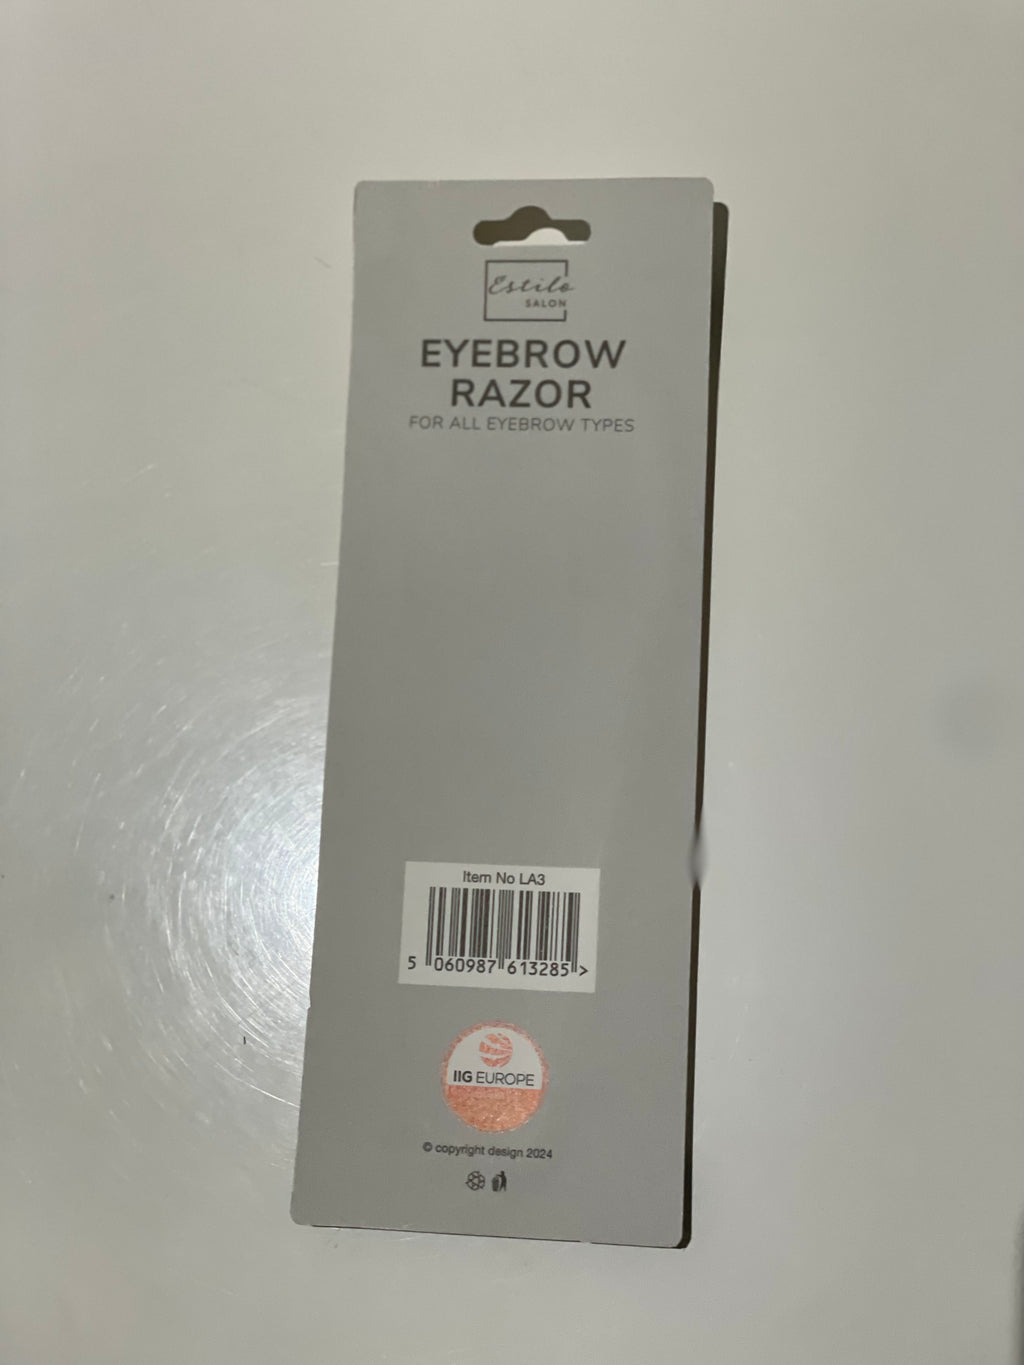 Estilo
SALON
EYEBROW
RAZOR
FOR ALL EYEBROW TYPES
Item No LA3
5 060987 613285 >
IIG EUROPE
© copyright design 2024